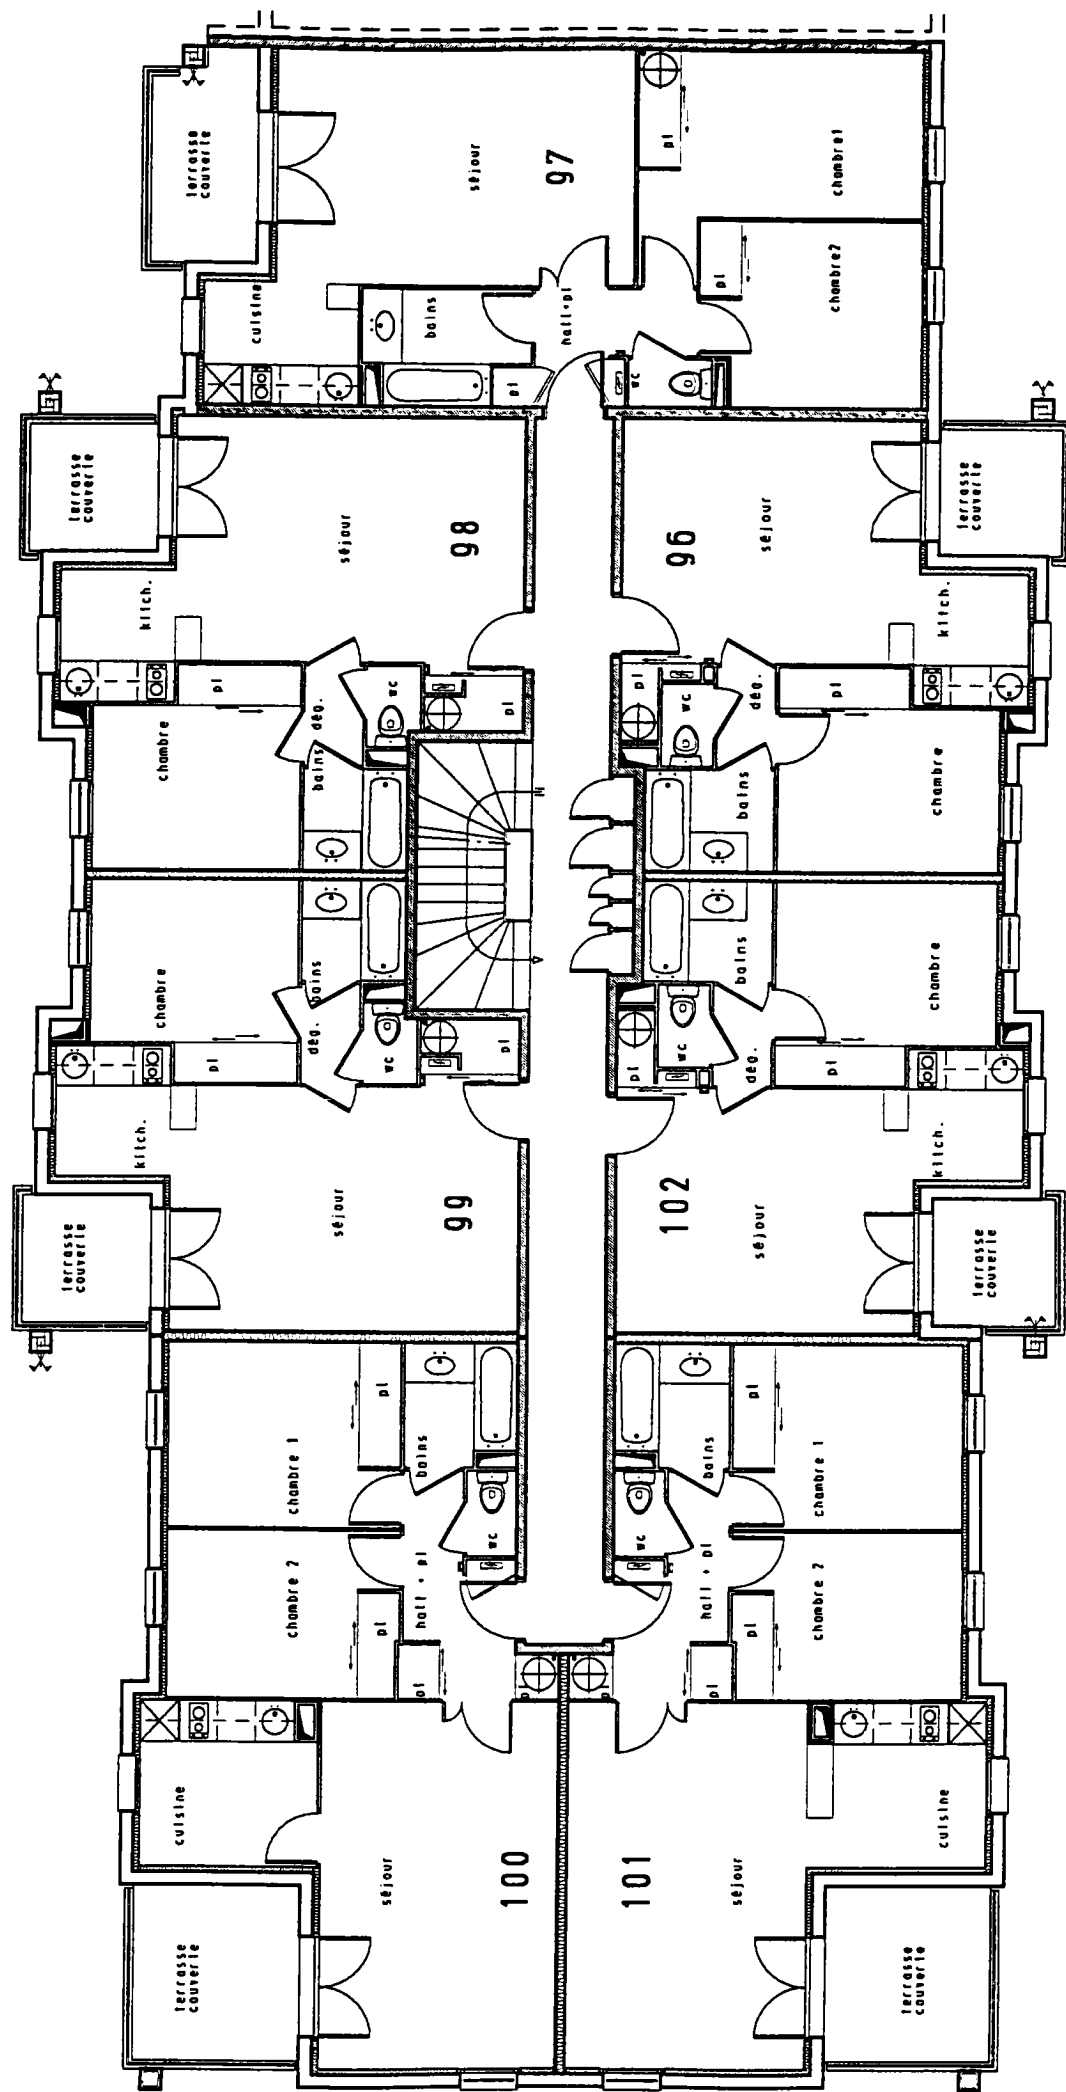 terrasse
couverte
séjour
97
pl
chambre1
cuisine
bains
hall+pl
pl
chambre2
pl
wc
terrasse
couverte
séjour
98
kitch.
pl
chambre
dég.
wc
pl
bains
96
séjour
terrasse
couverte
kitch.
pl
wc
dég.
pl
bains
chambre
chambre
bains
dég.
wc
pl
pl
kitch.
séjour
99
terrasse
couverte
bains
chambre
wc
pl
dég.
pl
kitch.
102
séjour
terrasse
couverte
chambre 1
pl
bains
wc
chambre 2
pl
hall + pl
pl
cuisine
séjour
100
terrasse
couverte
bains
pl
chambre 1
wc
hall + pl
pl
chambre 2
pl
cuisine
101
séjour
terrasse
couverte